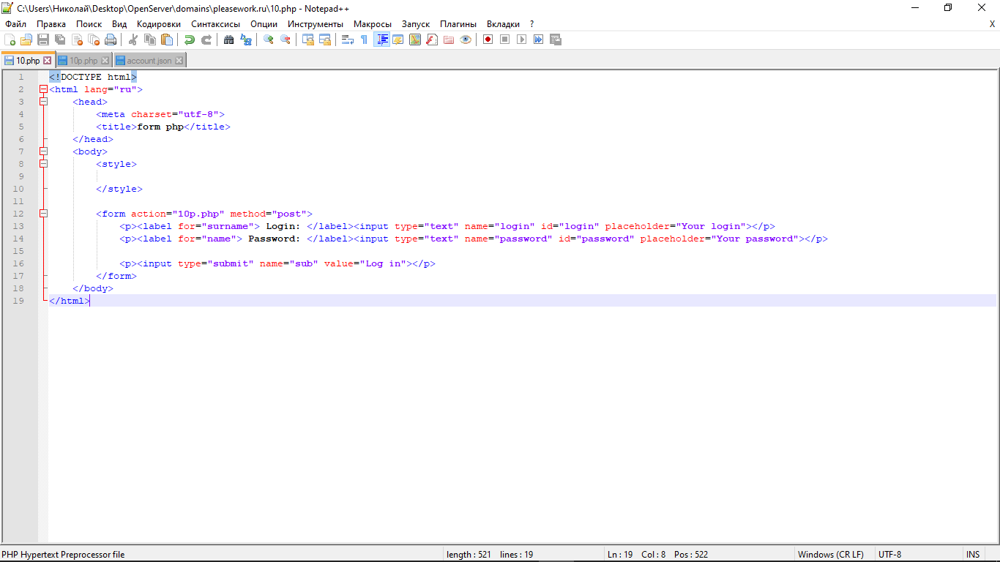 C:\Users\Николай\Desktop\OpenServer\domains\pleasework.ru\10.php - Notepad++
Файл Правка Поиск Вид Кодировки Синтаксисы Опции Инструменты Макросы Запуск Плагины Вкладки ? X
10.php 10p.php account.json
1 <!DOCTYPE html>
2 <html lang="ru">
3 <head>
4 <meta charset="utf-8">
5 <title>form php</title>
6 </head>
7 <body>
8 <style>
9
10 </style>
11
12 <form action="10p.php" method="post">
13 <p><label for="surname"> Login: </label><input type="text" name="login" id="login" placeholder="Your login"></p>
14 <p><label for="name"> Password: </label><input type="text" name="password" id="password" placeholder="Your password"></p>
15
16 <p><input type="submit" name="sub" value="Log in"></p>
17 </form>
18 </body>
19 </html>
PHP Hypertext Preprocessor file length : 521 lines : 19 Ln : 19 Col : 8 Pos : 522 Windows (CR LF) UTF-8 INS